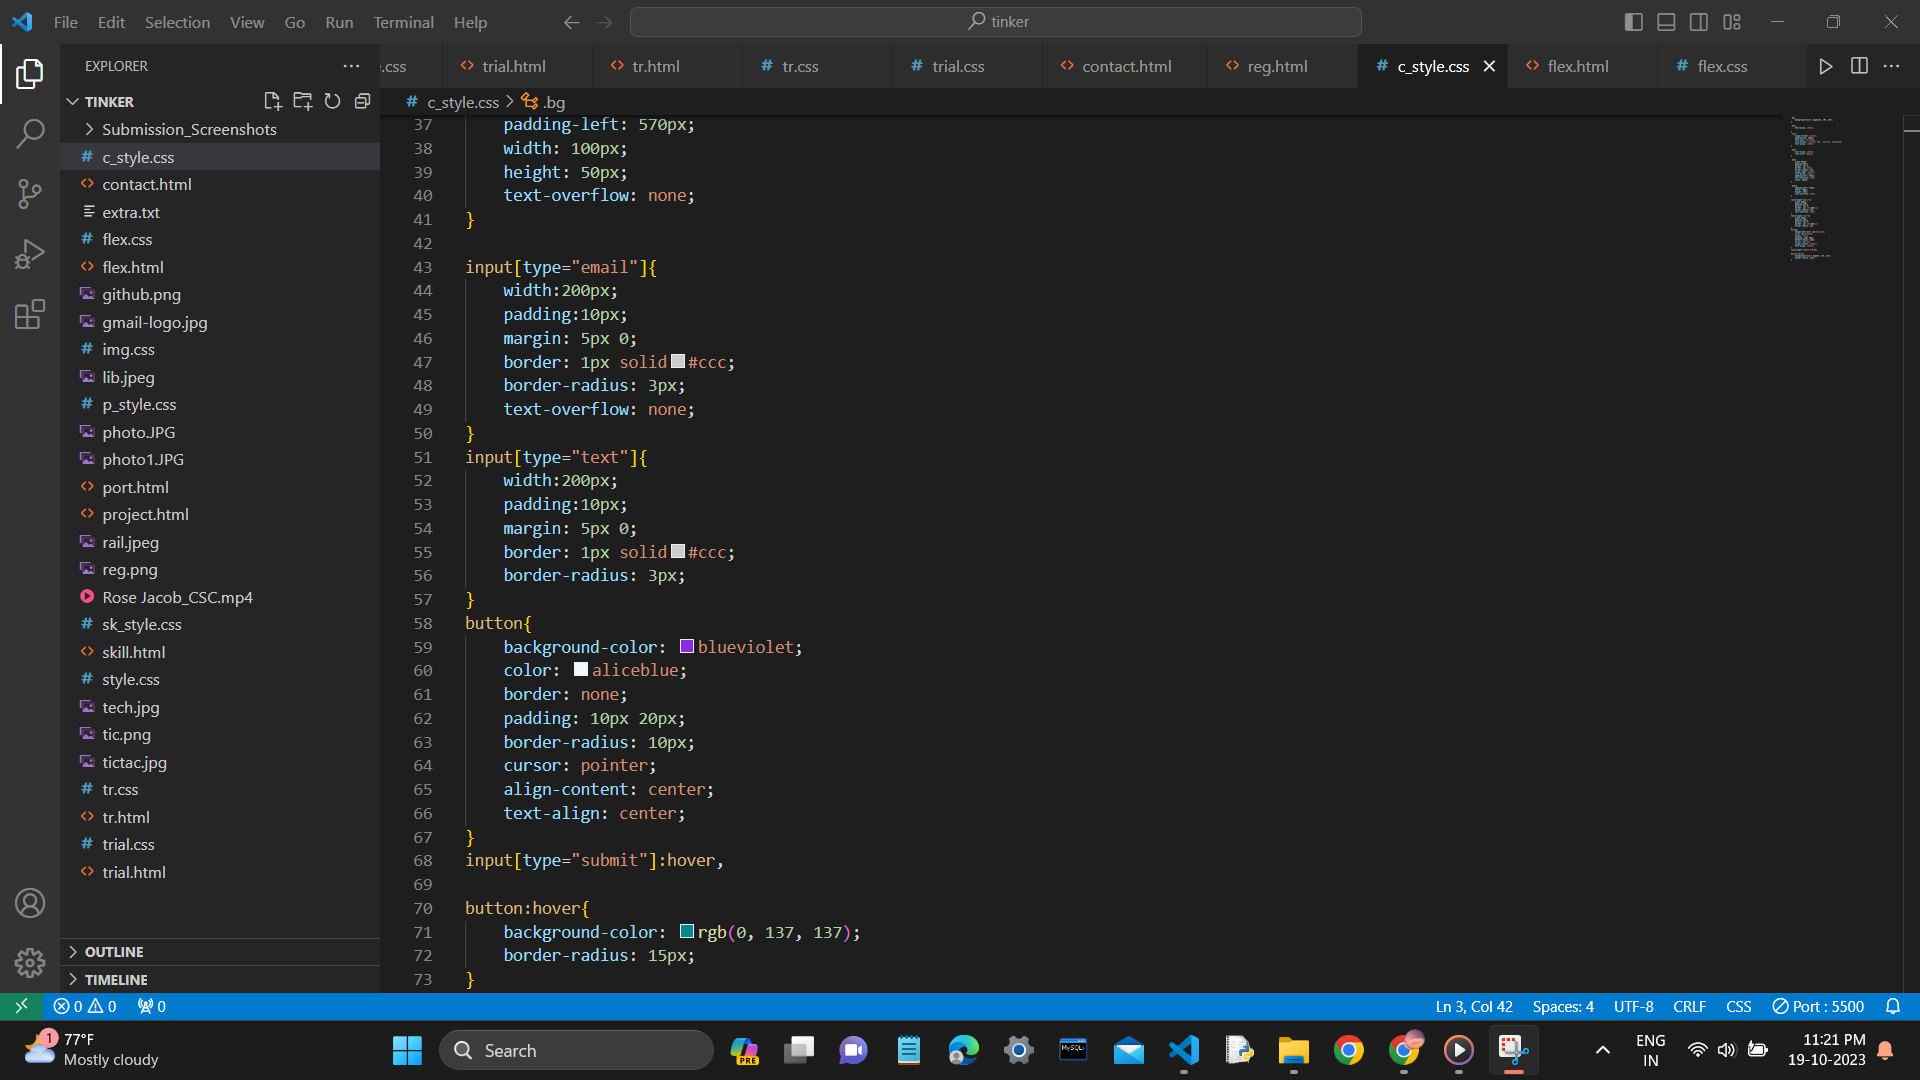 File Edit Selection View Go Run Terminal Help
tinker
EXPLORER
.css
trial.html
tr.html
tr.css
trial.css
contact.html
reg.html
c_style.css
flex.html
flex.css
TINKER
c_style.css > .bg
Submission_Screenshots
c_style.css
contact.html
extra.txt
flex.css
flex.html
github.png
gmail-logo.jpg
img.css
lib.jpeg
p_style.css
photo.JPG
photo1.JPG
port.html
project.html
rail.jpeg
reg.png
Rose Jacob_CSC.mp4
sk_style.css
skill.html
style.css
tech.jpg
tic.png
tictac.jpg
tr.css
tr.html
trial.css
trial.html
OUTLINE
TIMELINE
37 padding-left: 570px;
38 width: 100px;
39 height: 50px;
40 text-overflow: none;
41 }
42
43 input[type="email"]{
44 width:200px;
45 padding:10px;
46 margin: 5px 0;
47 border: 1px solid #ccc;
48 border-radius: 3px;
49 text-overflow: none;
50 }
51 input[type="text"]{
52 width:200px;
53 padding:10px;
54 margin: 5px 0;
55 border: 1px solid #ccc;
56 border-radius: 3px;
57 }
58 button{
59 background-color: blueviolet;
60 color: aliceblue;
61 border: none;
62 padding: 10px 20px;
63 border-radius: 10px;
64 cursor: pointer;
65 align-content: center;
66 text-align: center;
67 }
68 input[type="submit"]:hover,
69
70 button:hover{
71 background-color: rgb(0, 137, 137);
72 border-radius: 15px;
73 }
0 0 0
Ln 3, Col 42 Spaces: 4 UTF-8 CRLF CSS Port : 5500
1
77°F
Mostly cloudy
Search
PRE
MySQL
ENG
IN
11:21 PM
19-10-2023